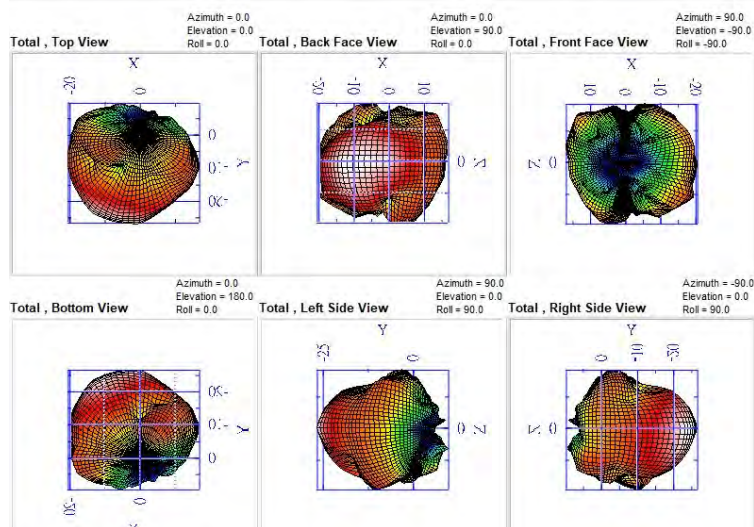 Azimuth = 0.0
Elevation = 0.0
Roll = 0.0
Total , Top View
X
-20
0
0
-10
-20
Y
Azimuth = 0.0
Elevation = 90.0
Roll = 0.0
Total , Back Face View
X
-20
-10
0
10
0
Z
Azimuth = 90.0
Elevation = -90.0
Roll = -90.0
Total , Front Face View
X
10
0
-10
-20
Z
0
Azimuth = 0.0
Elevation = 180.0
Roll = 0.0
Total , Bottom View
-20
-10
0
Y
-20
0
X
Azimuth = 90.0
Elevation = 0.0
Roll = 90.0
Total , Left Side View
Y
-25
0
0
Z
Azimuth = -90.0
Elevation = 0.0
Roll = 90.0
Total , Right Side View
Y
0
-10
Z
0